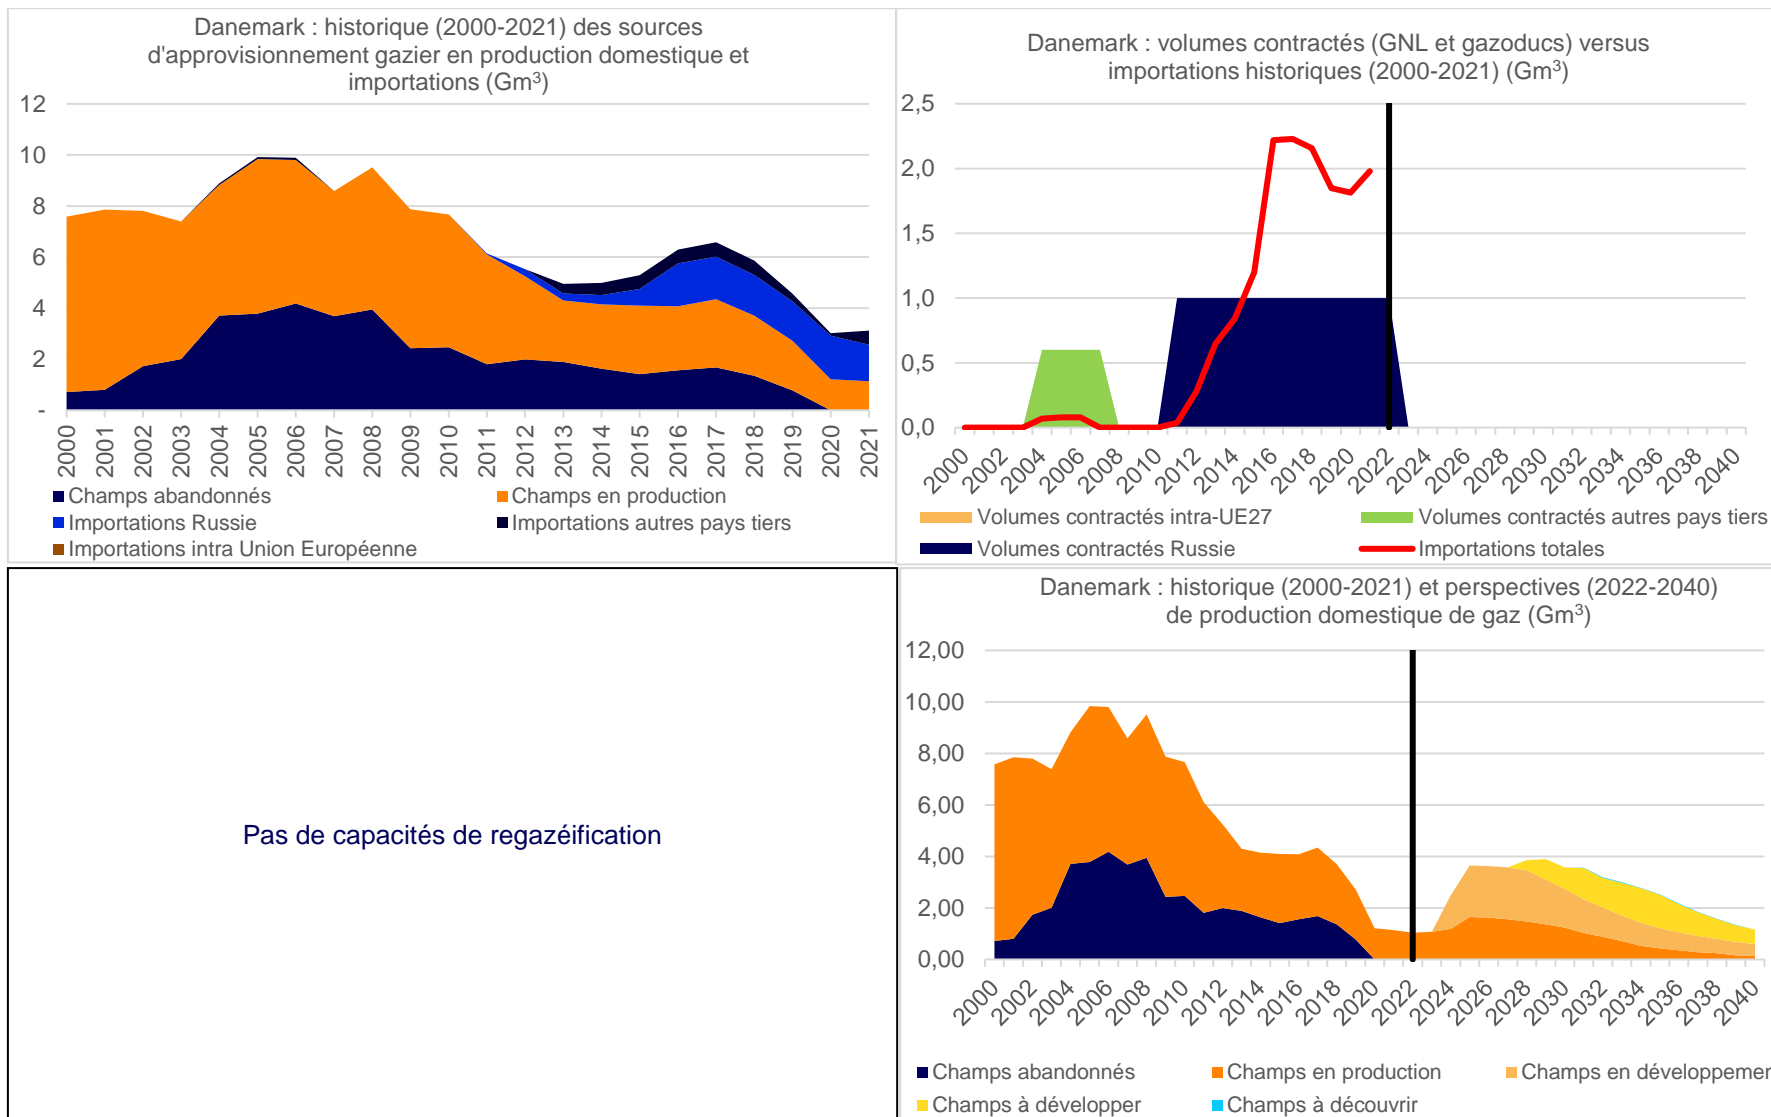 Danemark : historique (2000-2021) des sources
d'approvisionnement gazier en production domestique et
importations (Gm³)
12
10
8
6
4
2
-
2000 2001 2002 2003 2004 2005 2006 2007 2008 2009 2010 2011 2012 2013 2014 2015 2016 2017 2018 2019 2020 2021
Champs abandonnés Champs en production
Importations Russie Importations autres pays tiers
Importations intra Union Européenne
Danemark : volumes contractés (GNL et gazoducs) versus
importations historiques (2000-2021) (Gm³)
2,5
2,0
1,5
1,0
0,5
0,0
2000 2002 2004 2006 2008 2010 2012 2014 2016 2018 2020 2022 2024 2026 2028 2030 2032 2034 2036 2038 2040
Volumes contractés intra-UE27 Volumes contractés autres pays tiers
Volumes contractés Russie Importations totales
Pas de capacités de regazéification
Danemark : historique (2000-2021) et perspectives (2022-2040)
de production domestique de gaz (Gm³)
12,00
10,00
8,00
6,00
4,00
2,00
0,00
2000 2002 2004 2006 2008 2010 2012 2014 2016 2018 2020 2022 2024 2026 2028 2030 2032 2034 2036 2038 2040
Champs abandonnés Champs en production Champs en développemen
Champs à développer Champs à découvrir